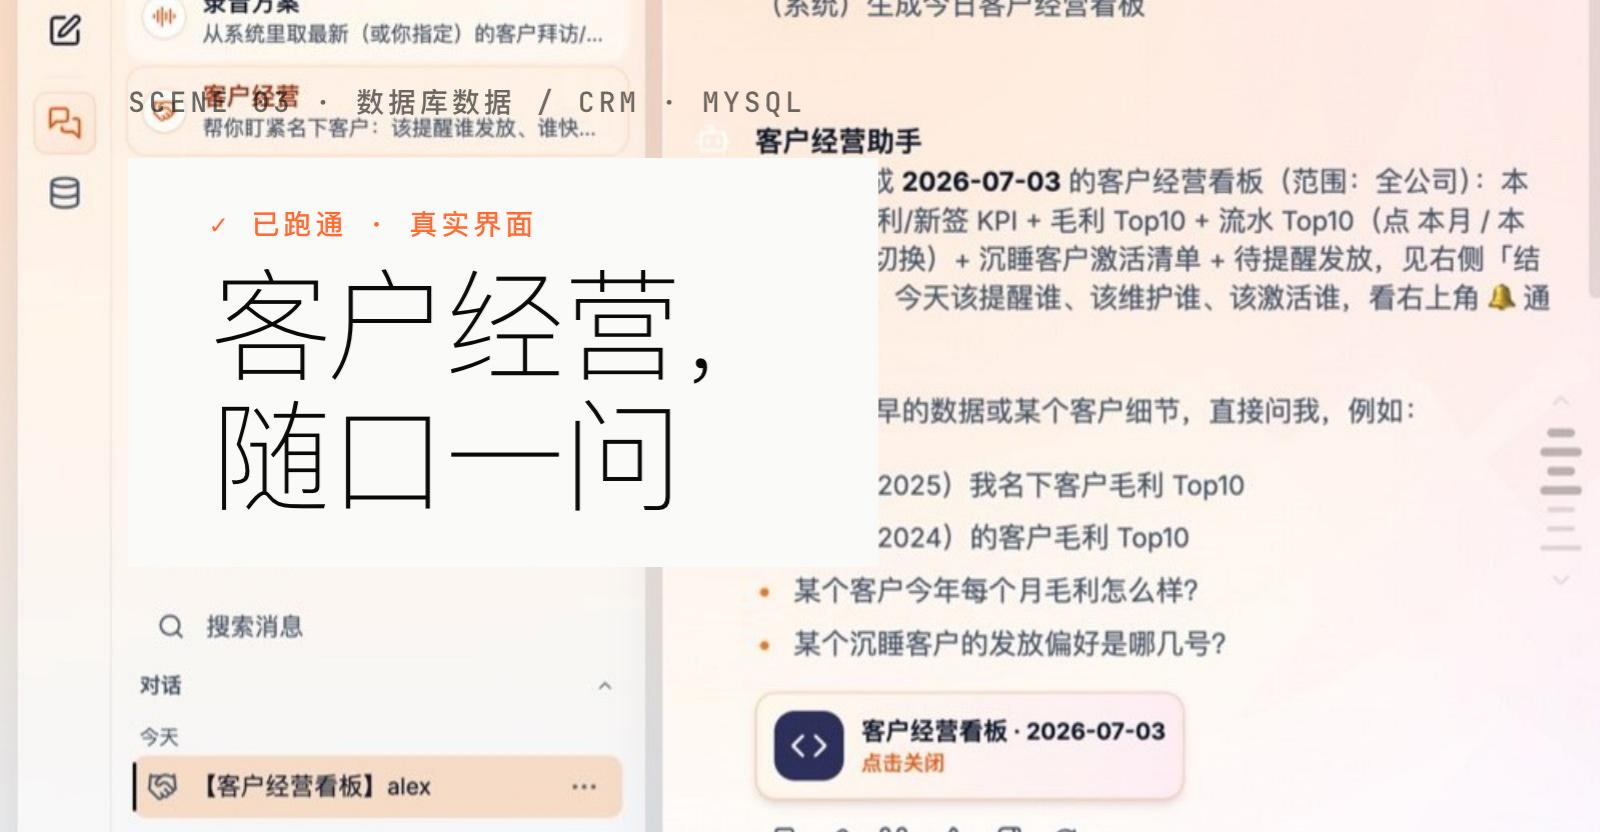 录音方案
从系统里取最新（或你指定）的客户拜访/...
客户经营
帮你盯紧名下客户：该提醒谁发放、谁快...
SCENE 03 · 数据库数据 / CRM · MYSQL
✓ 已跑通 · 真实界面
客户经营，
随口一问
搜索消息
对话
今天
【客户经营看板】alex
（系统）生成今日客户经营看板
客户经营助手
成 2026-07-03 的客户经营看板（范围：全公司）：本
利/新签 KPI + 毛利 Top10 + 流水 Top10（点 本月 / 本
切换）+ 沉睡客户激活清单 + 待提醒发放，见右侧「结
今天该提醒谁、该维护谁、该激活谁，看右上角 🔔 通
早的数据或某个客户细节，直接问我，例如：
2025）我名下客户毛利 Top10
2024）的客户毛利 Top10
某个客户今年每个月毛利怎么样？
某个沉睡客户的发放偏好是哪几号？
客户经营看板 · 2026-07-03
点击关闭